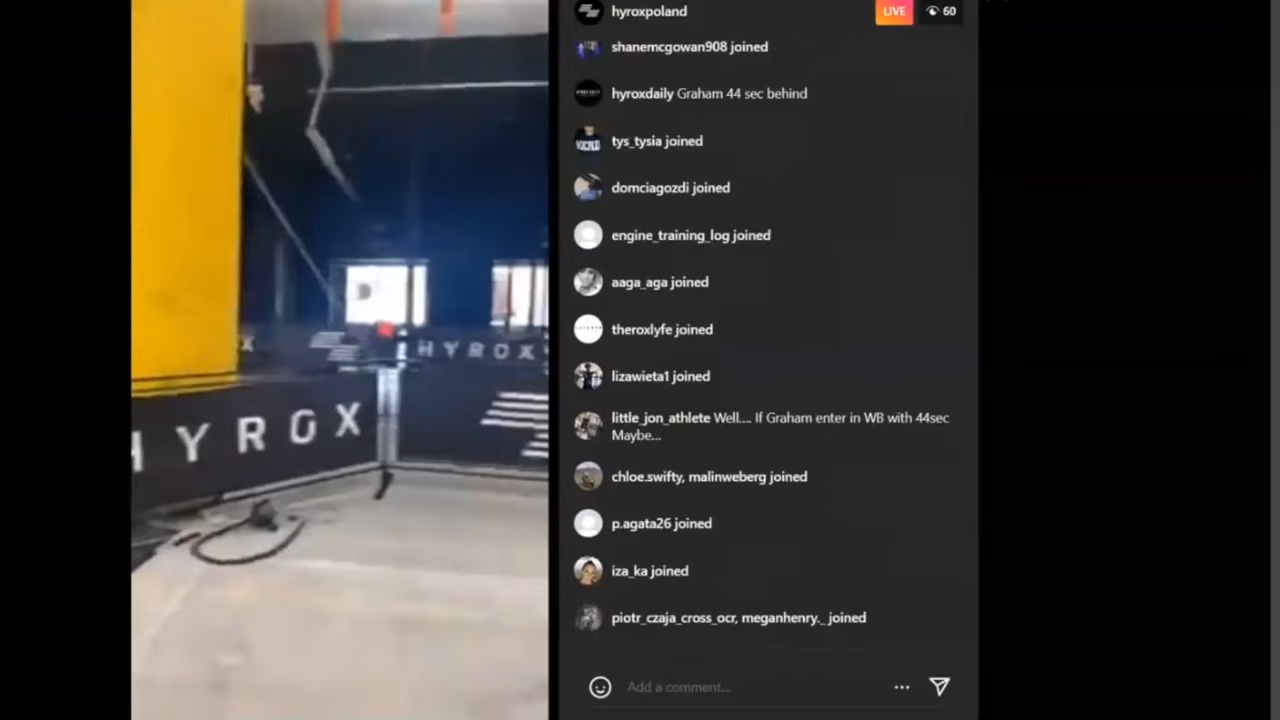 hyroxpoland
LIVE
60
shanemcgowan908 joined
hyroxdaily Graham 44 sec behind
tys_tysia joined
domciagozdi joined
engine_training_log joined
aaga_aga joined
theroxlyfe joined
lizawieta1 joined
little_jon_athlete Well.... If Graham enter in WB with 44sec
Maybe...
chloe.swifty, malinweberg joined
p.agata26 joined
iza_ka joined
piotr_czaja_cross_ocr, meganhenry._ joined
Add a comment...
X
HYROX
HYROX